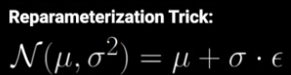 Reparameterization Trick:
𝒩(μ, σ²) = μ + σ · ϵ